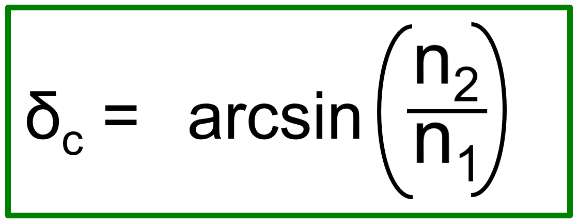 δc = arcsin(n2/n1)